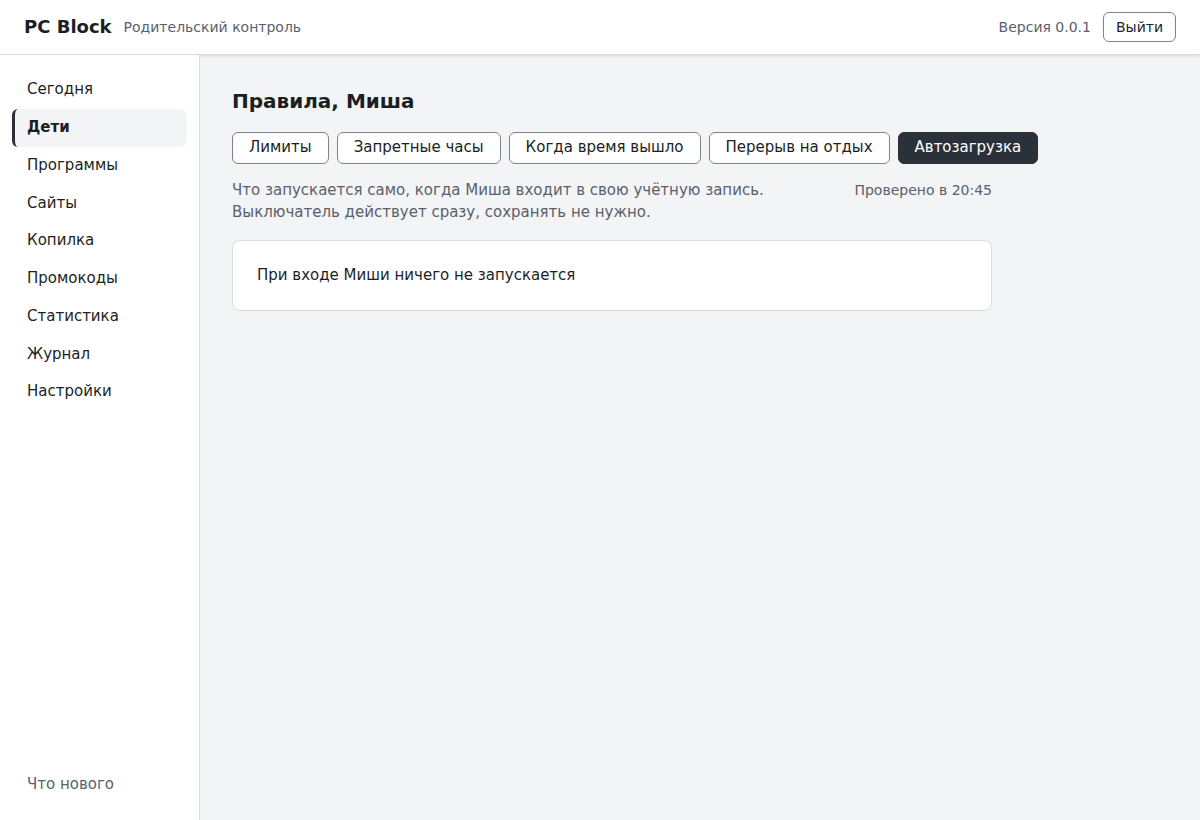 PC Block Родительский контроль Версия 0.0.1 Выйти
Сегодня
Дети
Программы
Сайты
Копилка
Промокоды
Статистика
Журнал
Настройки
Что нового
Правила, Миша
Лимиты Запретные часы Когда время вышло Перерыв на отдых Автозагрузка
Что запускается само, когда Миша входит в свою учётную запись. Проверено в 20:45
Выключатель действует сразу, сохранять не нужно.
При входе Миши ничего не запускается